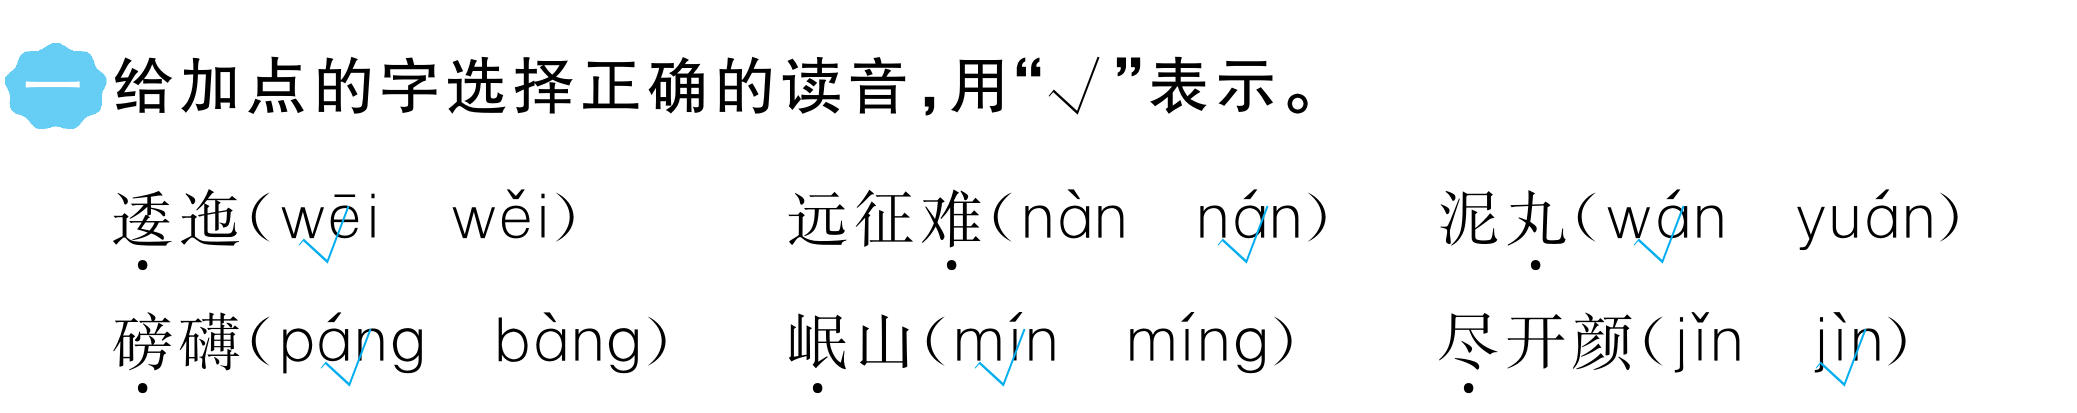 一 给加点的字选择正确的读音,用“√”表示。
逶迤(wēi√ wěi) 远征难(nàn nán√) 泥丸(wán√ yuán)
磅礴(páng√ bàng) 岷山(mín√ míng) 尽开颜(jǐn jìn√)